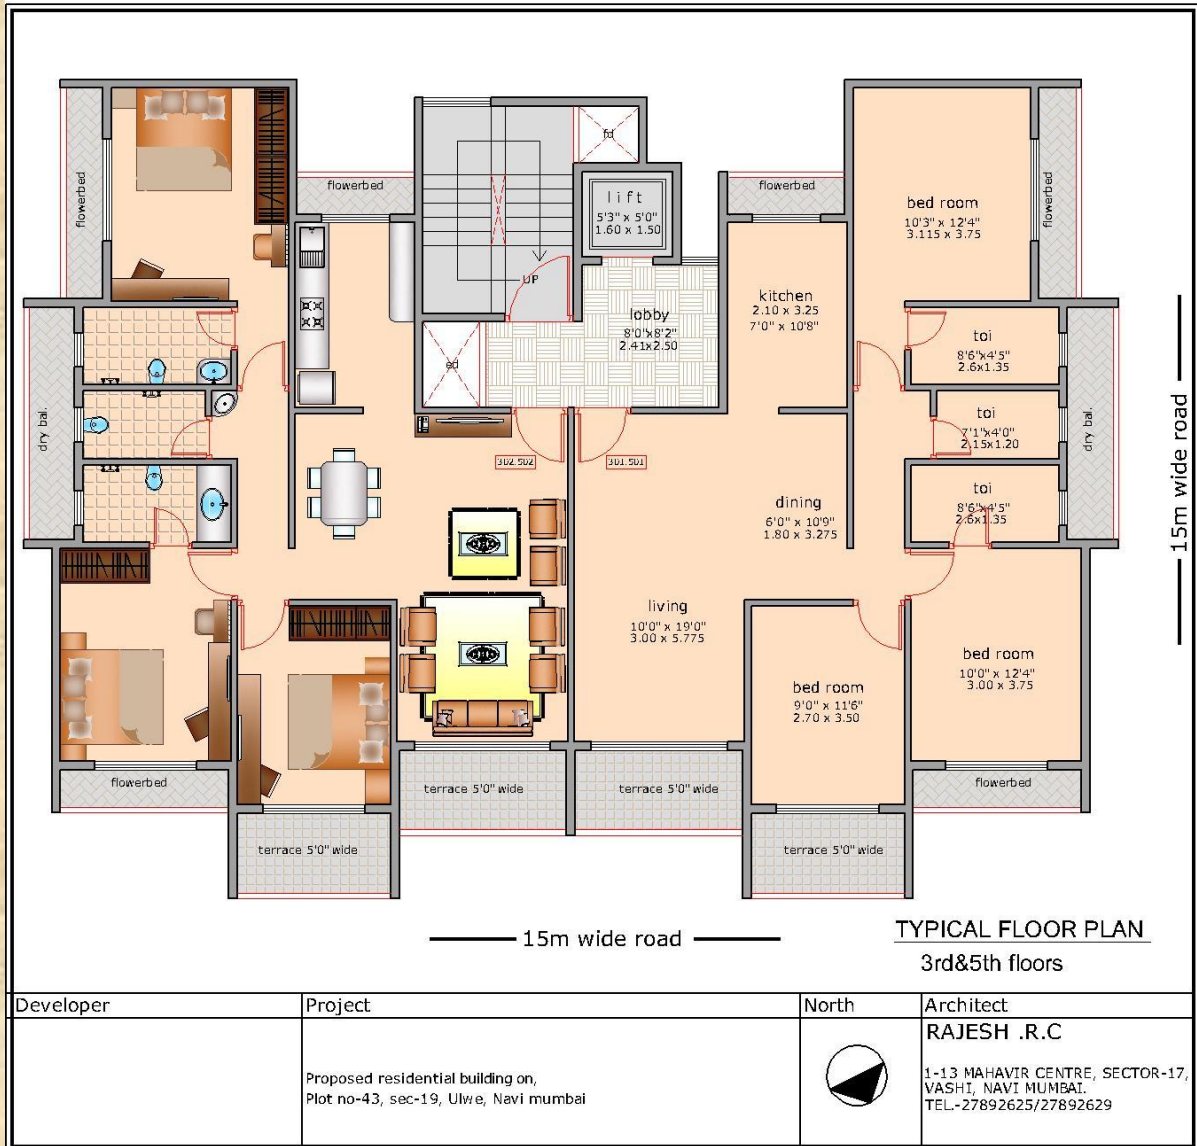 fd
flowerbed
flowerbed
flowerbed
flowerbed
lift
5'3" x 5'0"
1.60 x 1.50
bed room
10'3" x 12'4"
3.115 x 3.75
UP
kitchen
2.10 x 3.25
7'0" x 10'8"
lobby
8'0"x8'2"
2.41x2.50
ed
toi
8'6"x4'5"
2.6x1.35
dry bal.
toi
7'1"x4'0"
2.15x1.20
dry bal.
302,502
301,501
toi
8'6"x4'5"
2.6x1.35
dining
6'0" x 10'9"
1.80 x 3.275
15m wide road
living
10'0" x 19'0"
3.00 x 5.775
bed room
10'0" x 12'4"
3.00 x 3.75
bed room
9'0" x 11'6"
2.70 x 3.50
flowerbed
terrace 5'0" wide
terrace 5'0" wide
flowerbed
terrace 5'0" wide
terrace 5'0" wide
15m wide road
TYPICAL FLOOR PLAN
3rd&5th floors
Developer
Project
North
Architect
RAJESH .R.C
Proposed residential building on,
Plot no-43, sec-19, Ulwe, Navi mumbai
1-13 MAHAVIR CENTRE, SECTOR-17,
VASHI, NAVI MUMBAI.
TEL.-27892625/27892629